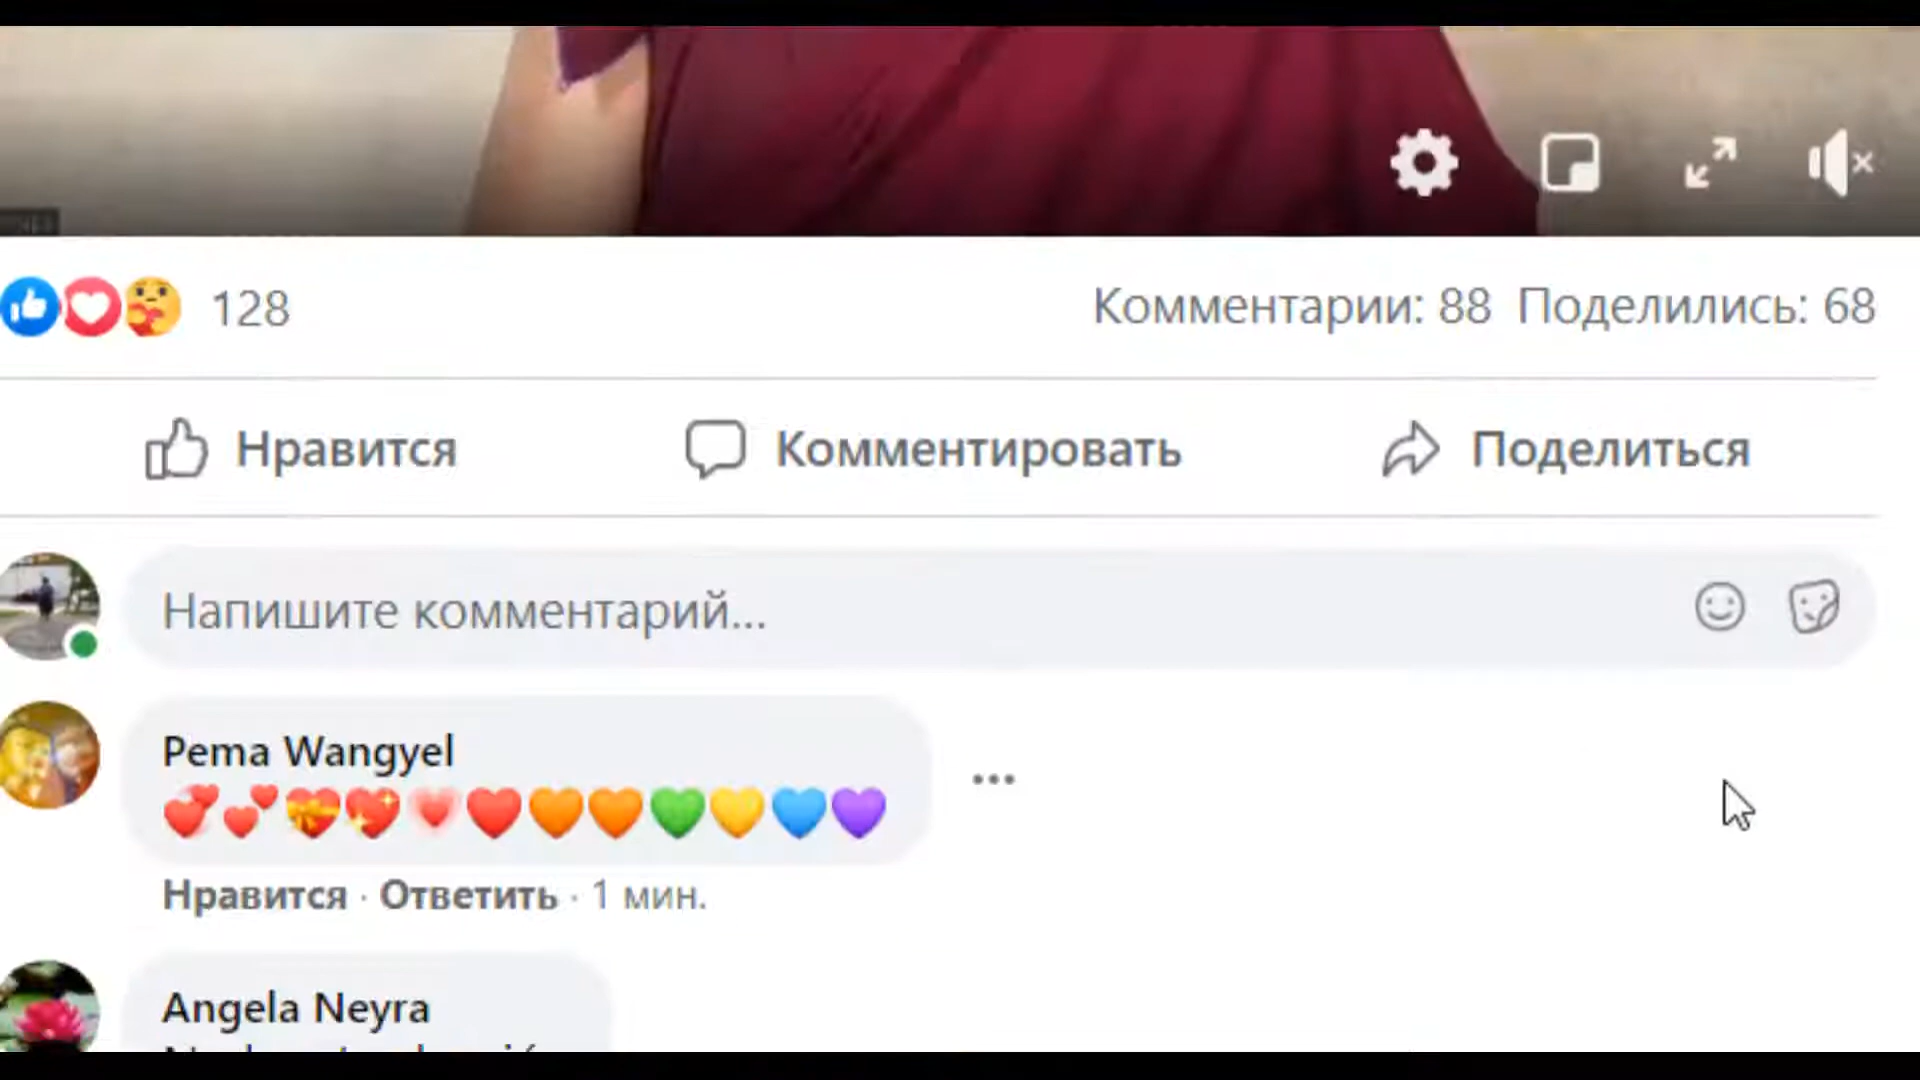 128
Комментарии: 88 Поделились: 68
Нравится Комментировать Поделиться
Напишите комментарий...
Pema Wangyel
Нравится · Ответить · 1 мин.
Angela Neyra